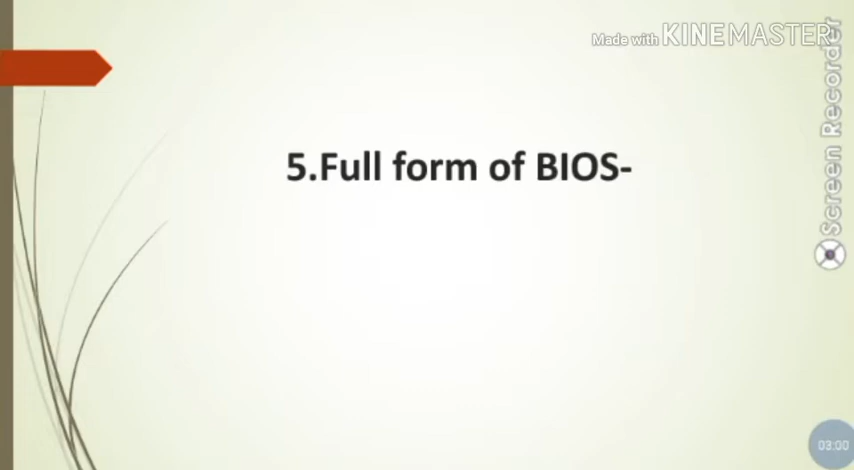 Made with KINEMASTER
Screen Recorder
5.Full form of BIOS-
03:00